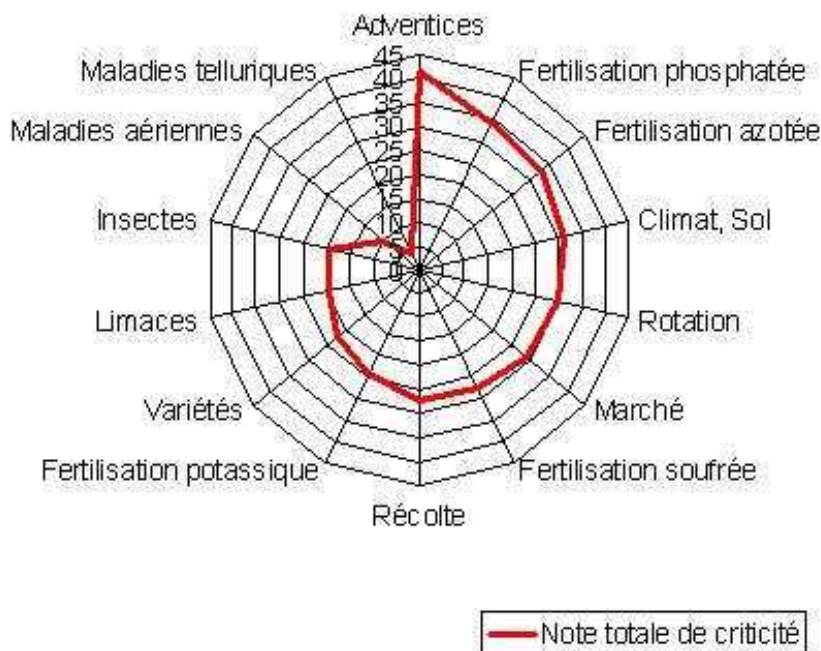 Adventices
45
Maladies telluriques
40
Fertilisation phosphatée
35
Maladies aériennes
30
Fertilisation azotée
25
20
Insectes
15
Climat, Sol
10
5
0
Limaces
Rotation
Variétés
Marché
Fertilisation potassique
Fertilisation soufrée
Récolte
Note totale de criticité